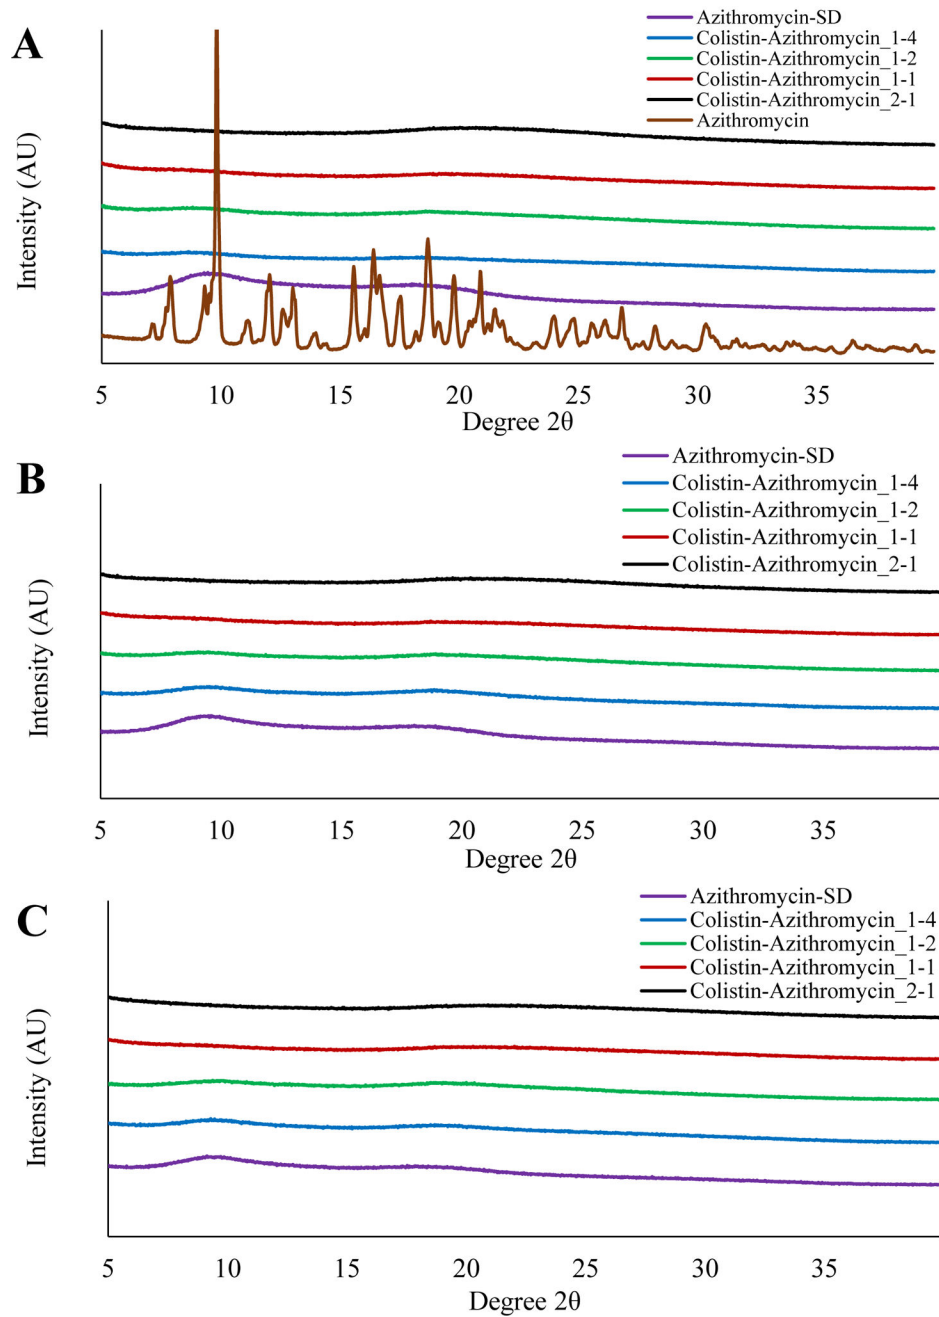 A
Azithromycin-SD
Colistin-Azithromycin_1-4
Colistin-Azithromycin_1-2
Colistin-Azithromycin_1-1
Colistin-Azithromycin_2-1
Azithromycin
Intensity (AU)
5 10 15 20 25 30 35
Degree 2θ
B
Azithromycin-SD
Colistin-Azithromycin_1-4
Colistin-Azithromycin_1-2
Colistin-Azithromycin_1-1
Colistin-Azithromycin_2-1
Intensity (AU)
5 10 15 20 25 30 35
Degree 2θ
C
Azithromycin-SD
Colistin-Azithromycin_1-4
Colistin-Azithromycin_1-2
Colistin-Azithromycin_1-1
Colistin-Azithromycin_2-1
Intensity (AU)
5 10 15 20 25 30 35
Degree 2θ